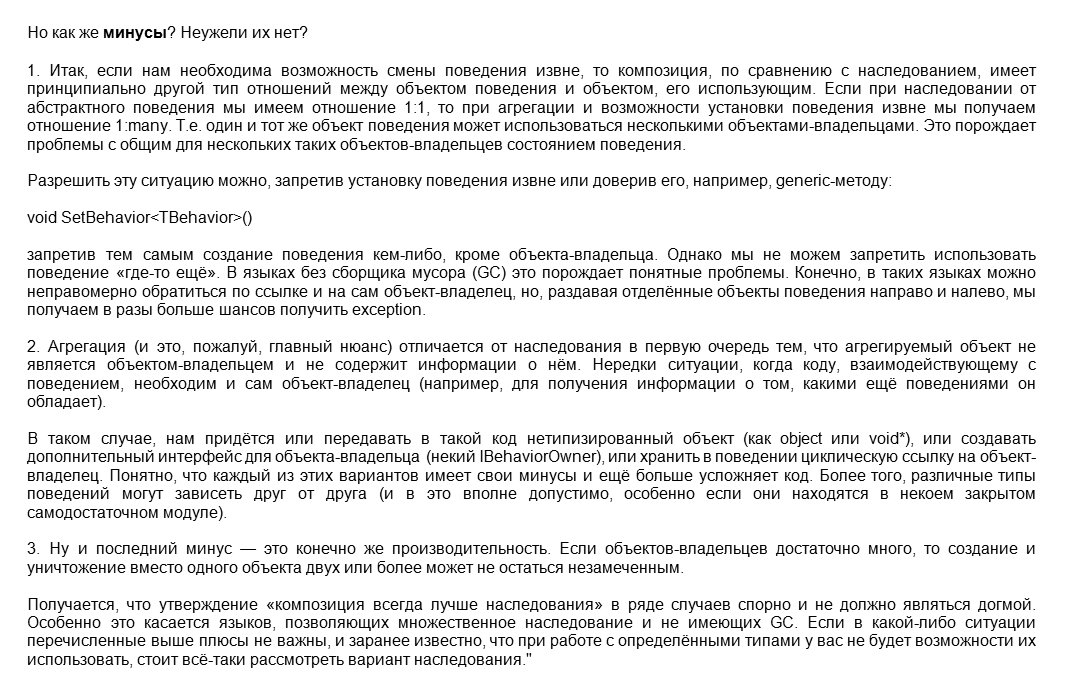 Но как же минусы? Неужели их нет?
1. Итак, если нам необходима возможность смены поведения извне, то композиция, по сравнению с наследованием, имеет
принципиально другой тип отношений между объектом поведения и объектом, его использующим. Если при наследовании от
абстрактного поведения мы имеем отношение 1:1, то при агрегации и возможности установки поведения извне мы получаем
отношение 1:many. Т.е. один и тот же объект поведения может использоваться несколькими объектами-владельцами. Это порождает
проблемы с общим для нескольких таких объектов-владельцев состоянием поведения.
Разрешить эту ситуацию можно, запретив установку поведения извне или доверив его, например, generic-методу:
void SetBehavior<TBehavior>()
запретив тем самым создание поведения кем-либо, кроме объекта-владельца. Однако мы не можем запретить использовать
поведение «где-то ещё». В языках без сборщика мусора (GC) это порождает понятные проблемы. Конечно, в таких языках можно
неправомерно обратиться по ссылке и на сам объект-владелец, но, раздавая отделённые объекты поведения направо и налево, мы
получаем в разы больше шансов получить exception.
2. Агрегация (и это, пожалуй, главный нюанс) отличается от наследования в первую очередь тем, что агрегируемый объект не
является объектом-владельцем и не содержит информации о нём. Нередки ситуации, когда коду, взаимодействующему с
поведением, необходим и сам объект-владелец (например, для получения информации о том, какими ещё поведениями он
обладает).
В таком случае, нам придётся или передавать в такой код нетипизированный объект (как object или void*), или создавать
дополнительный интерфейс для объекта-владельца (некий IBehaviorOwner), или хранить в поведении циклическую ссылку на объект-
владелец. Понятно, что каждый из этих вариантов имеет свои минусы и ещё больше усложняет код. Более того, различные типы
поведений могут зависеть друг от друга (и в это вполне допустимо, особенно если они находятся в некоем закрытом
самодостаточном модуле).
3. Ну и последний минус — это конечно же производительность. Если объектов-владельцев достаточно много, то создание и
уничтожение вместо одного объекта двух или более может не остаться незамеченным.
Получается, что утверждение «композиция всегда лучше наследования» в ряде случаев спорно и не должно являться догмой.
Особенно это касается языков, позволяющих множественное наследование и не имеющих GC. Если в какой-либо ситуации
перечисленные выше плюсы не важны, и заранее известно, что при работе с определёнными типами у вас не будет возможности их
использовать, стоит всё-таки рассмотреть вариант наследования."